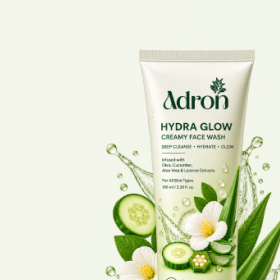 Adron
HYDRA GLOW
CREAMY FACE WASH
DEEP CLEANSE • HYDRATE • GLOW
Infused with
Cica, Cucumber,
Aloe Vera & Licorice Extracts
For All Skin Types
100 ml / 3.38 fl. oz.